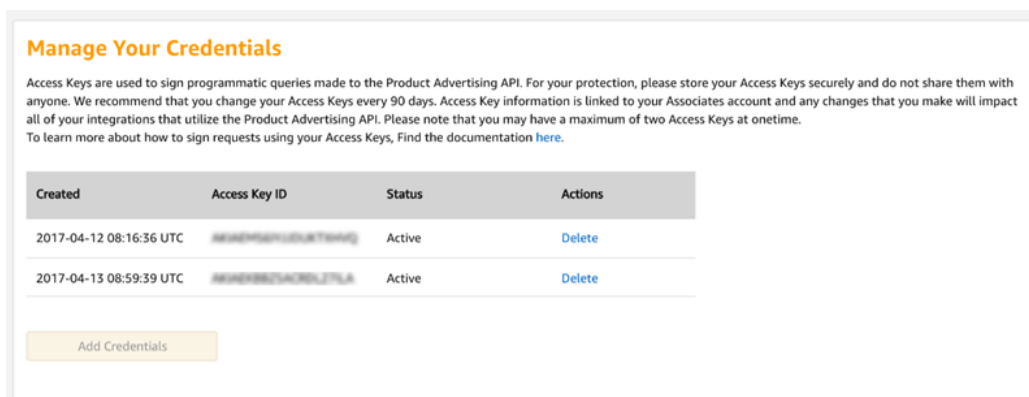 Manage Your Credentials
Access Keys are used to sign programmatic queries made to the Product Advertising API. For your protection, please store your Access Keys securely and do not share them with
anyone. We recommend that you change your Access Keys every 90 days. Access Key information is linked to your Associates account and any changes that you make will impact
all of your integrations that utilize the Product Advertising API. Please note that you may have a maximum of two Access Keys at onetime.
To learn more about how to sign requests using your Access Keys, Find the documentation here.
Created Access Key ID Status Actions
2017-04-12 08:16:36 UTC Active Delete
2017-04-13 08:59:39 UTC Active Delete
Add Credentials